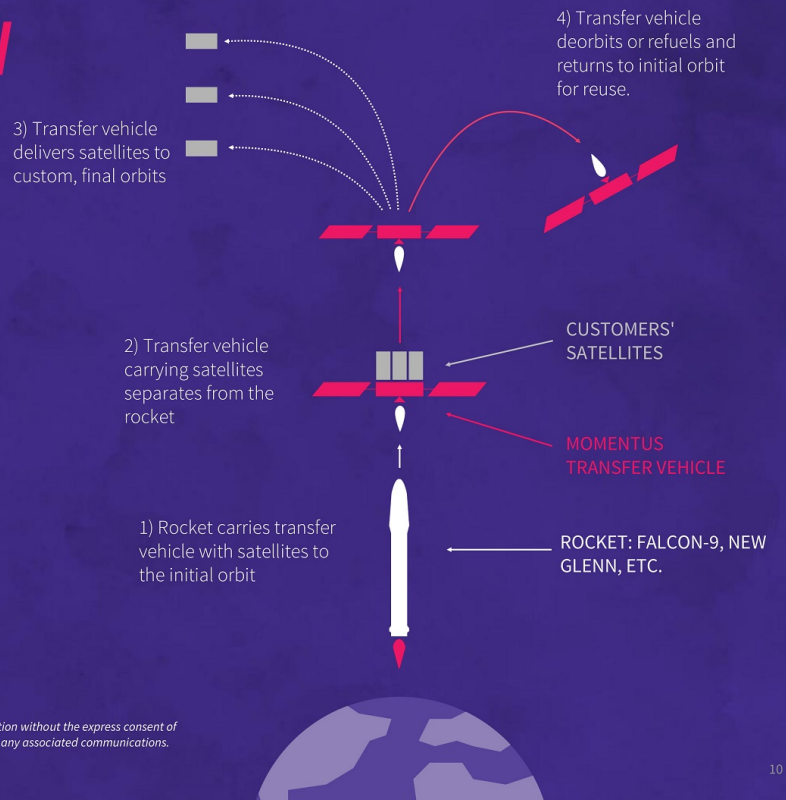 4) Transfer vehicle
deorbits or refuels and
returns to initial orbit
for reuse.
3) Transfer vehicle
delivers satellites to
custom, final orbits
CUSTOMERS'
SATELLITES
2) Transfer vehicle
carrying satellites
separates from the
rocket
MOMENTUS
TRANSFER VEHICLE
1) Rocket carries transfer
vehicle with satellites to
the initial orbit
ROCKET: FALCON-9, NEW
GLENN, ETC.
without the express consent of
any associated communications.
10